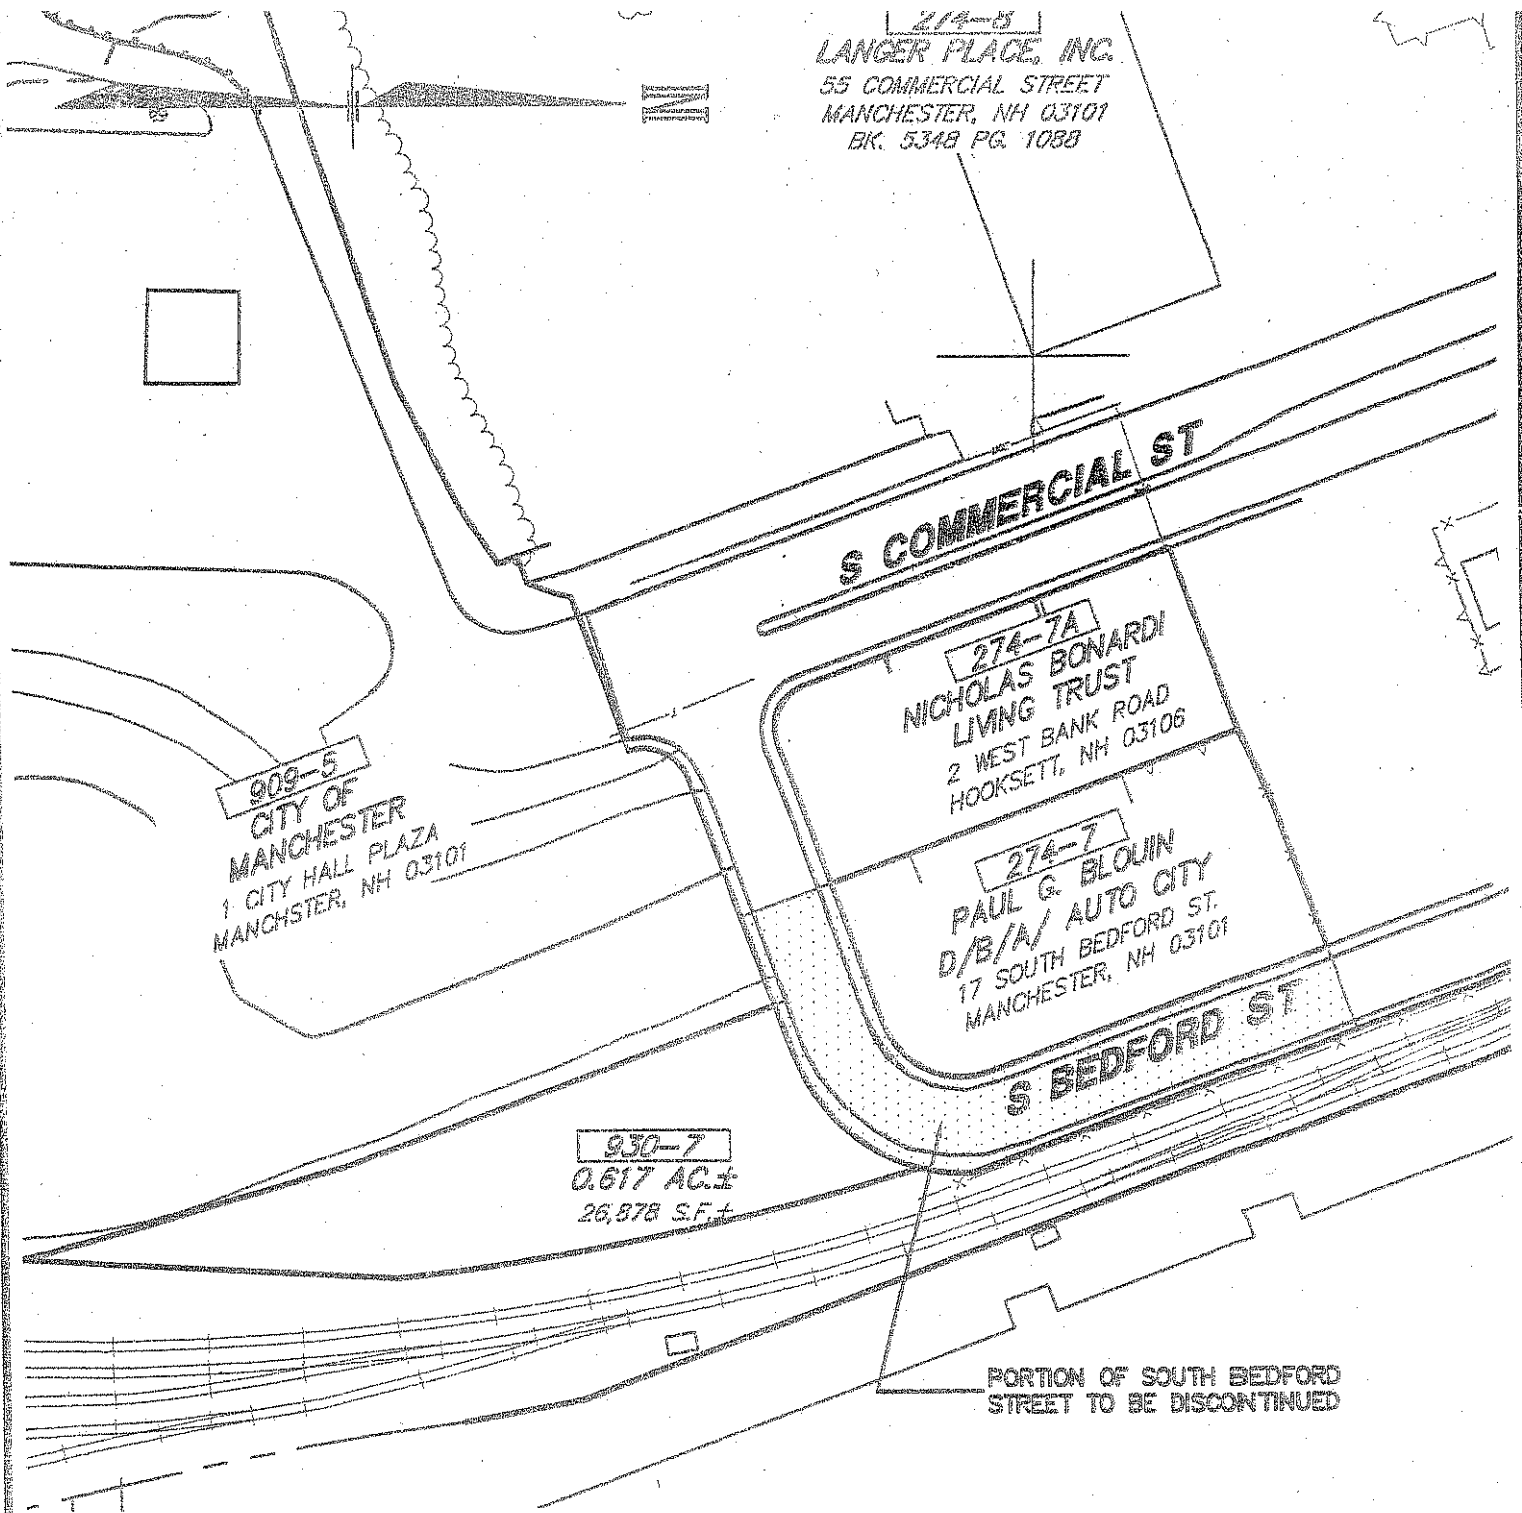 274-8
LANGER PLACE, INC.
55 COMMERCIAL STREET
MANCHESTER, NH 03101
BK. 5348 PG. 1088
N
S COMMERCIAL ST
274-7A
NICHOLAS BONARDI
LIVING TRUST
2 WEST BANK ROAD
HOOKSETT, NH 03106
909-5
CITY OF
MANCHESTER
1 CITY HALL PLAZA
MANCHSTER, NH 03101
274-7
PAUL G. BLOUIN
D/B/A/ AUTO CITY
17 SOUTH BEDFORD ST.
MANCHESTER, NH 03101
S BEDFORD ST
930-7
0.617 AC.±
26,878 S.F.±
PORTION OF SOUTH BEDFORD
STREET TO BE DISCONTINUED